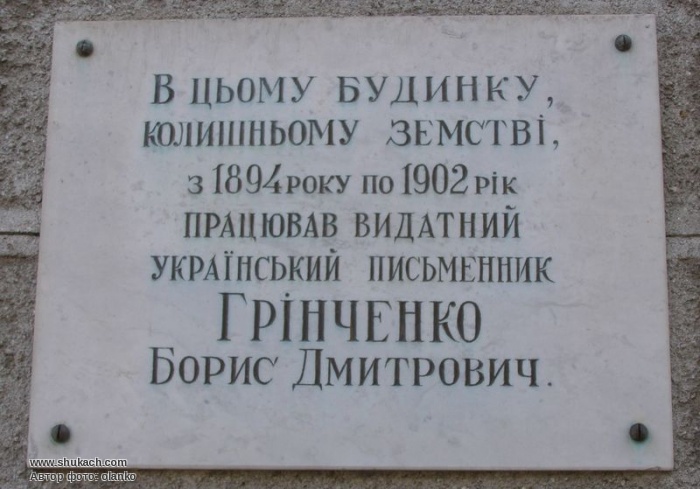 В цьому будинку,
колишньому земстві,
з 1894 року по 1902 рік
працював видатний
український письменник
Грінченко
Борис Дмитрович.
www.shukach.com
Автор фото: olanko